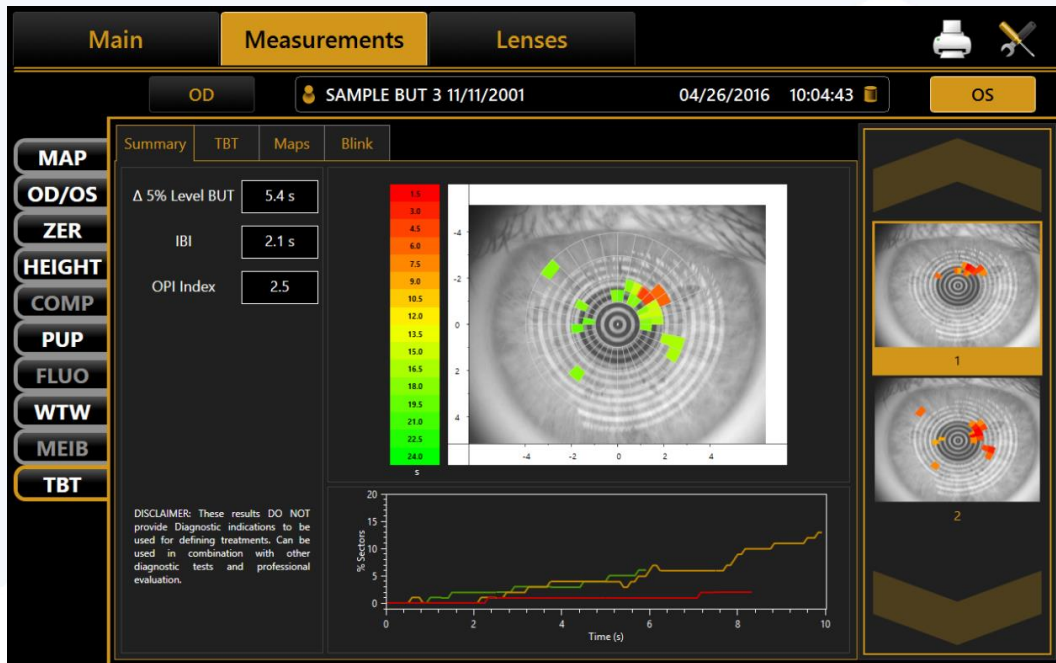 Main
Measurements
Lenses
OD
SAMPLE BUT 3 11/11/2001
04/26/2016 10:04:43
OS
MAP
OD/OS
ZER
HEIGHT
COMP
PUP
FLUO
WTW
MEIB
TBT
Summary
TBT
Maps
Blink
Δ 5% Level BUT
5.4 s
IBI
2.1 s
OPI Index
2.5
DISCLAIMER: These results DO NOT
provide Diagnostic indications to be
used for defining treatments. Can be
used in combination with other
diagnostic tests and professional
evaluation.
1.5
3.0
4.5
6.0
7.5
9.0
10.5
12.0
13.5
15.0
16.5
18.0
19.5
21.0
22.5
24.0
s
-4
-2
0
2
4
-4 -2 0 2 4
20
15
10
5
0
% Sectors
0 2 4 6 8 10
Time (s)
1
2